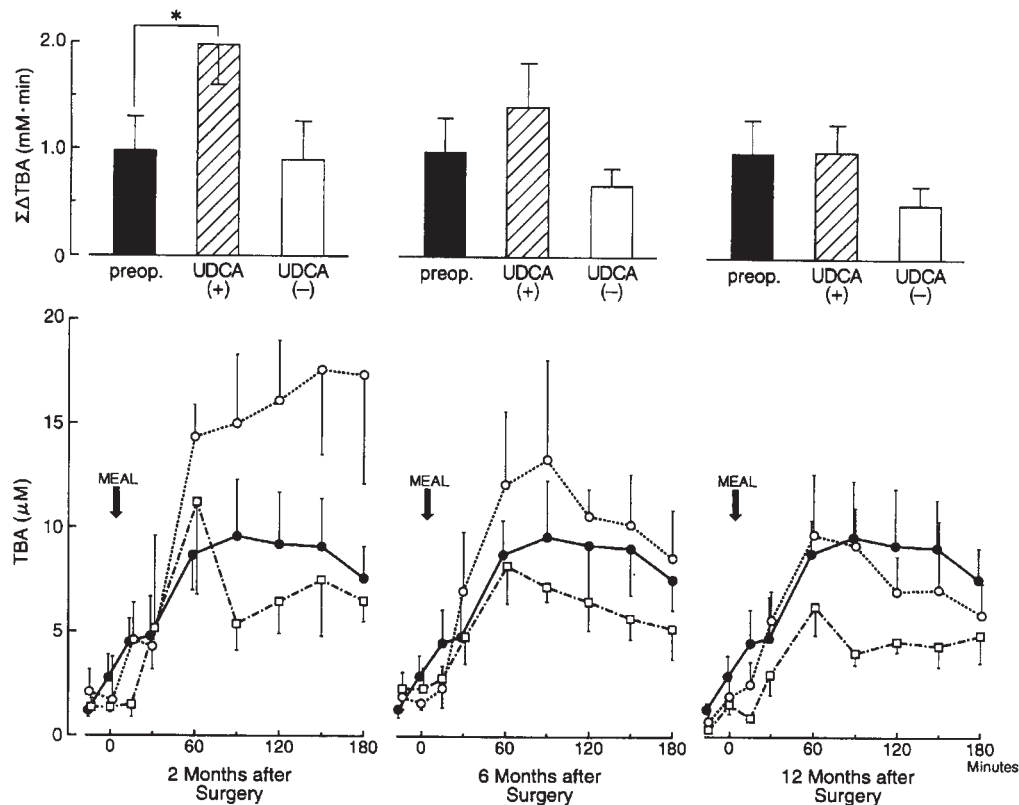 *
ΣΔTBA (mM·min)
2.0
1.0
0
preop. UDCA (+) UDCA (−)
preop. UDCA (+) UDCA (−)
preop. UDCA (+) UDCA (−)
TBA (μM)
20
15
10
5
0
MEAL
MEAL
MEAL
0 60 120 180
0 60 120 180
0 60 120 180
Minutes
2 Months after
Surgery
6 Months after
Surgery
12 Months after
Surgery